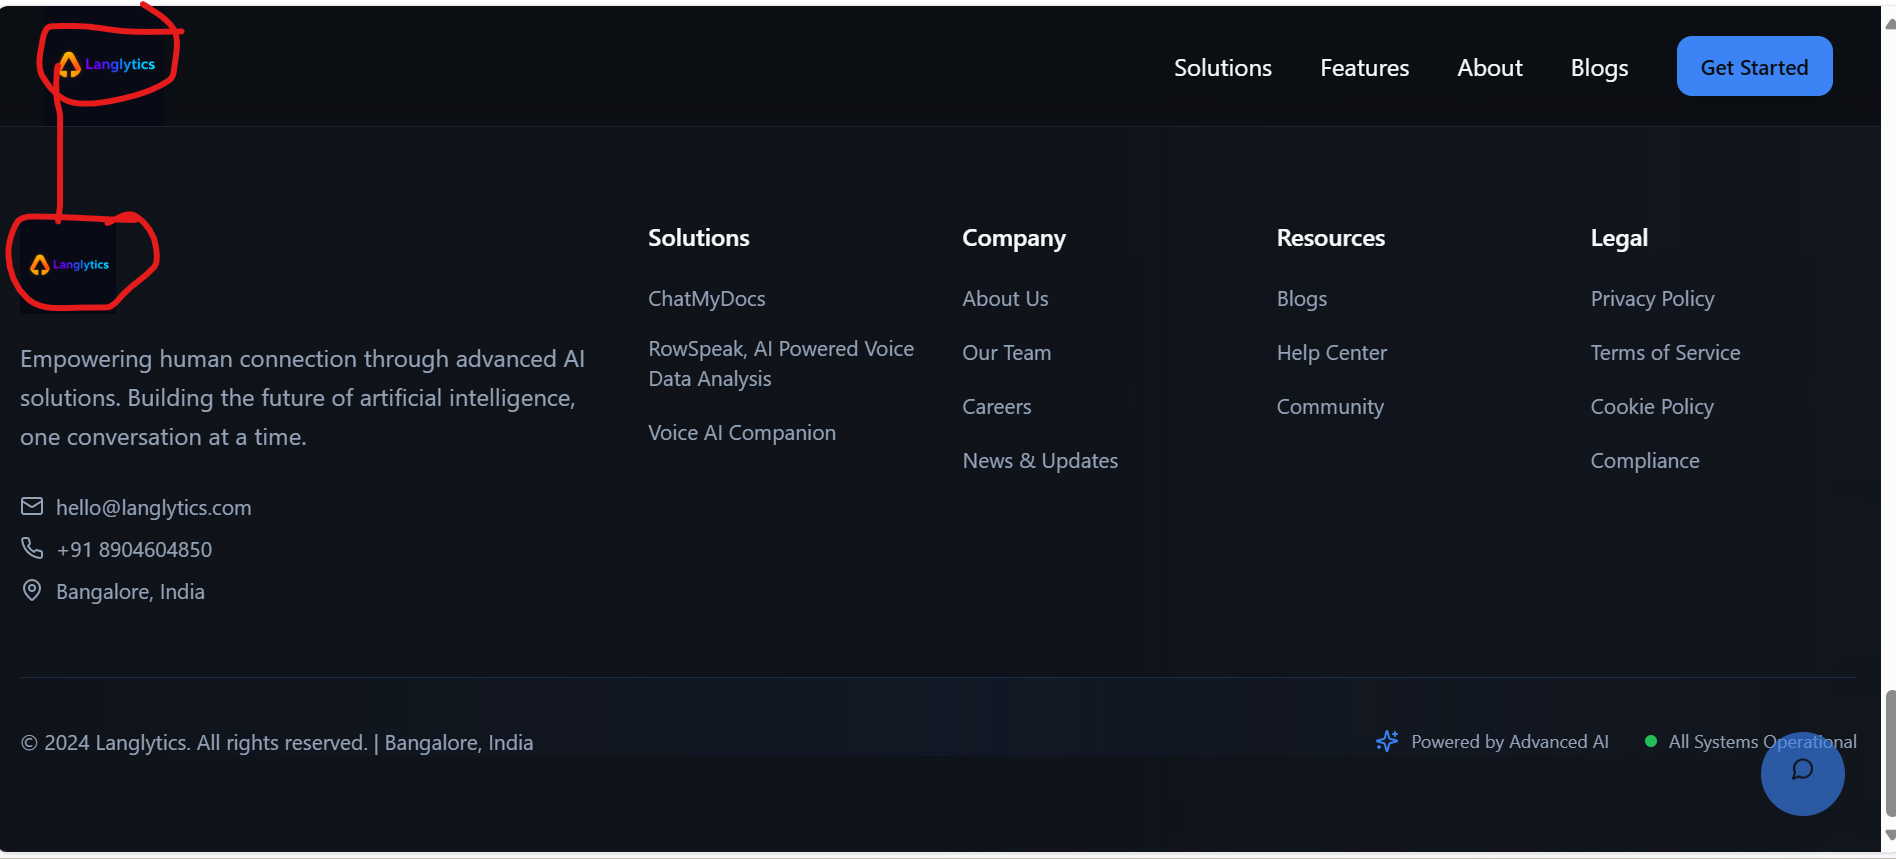 Langlytics
Solutions Features About Blogs Get Started
Langlytics
Empowering human connection through advanced AI
solutions. Building the future of artificial intelligence,
one conversation at a time.
hello@langlytics.com
+91 8904604850
Bangalore, India
Solutions
ChatMyDocs
RowSpeak, AI Powered Voice
Data Analysis
Voice AI Companion
Company
About Us
Our Team
Careers
News & Updates
Resources
Blogs
Help Center
Community
Legal
Privacy Policy
Terms of Service
Cookie Policy
Compliance
© 2024 Langlytics. All rights reserved. | Bangalore, India
Powered by Advanced AI
All Systems Operational